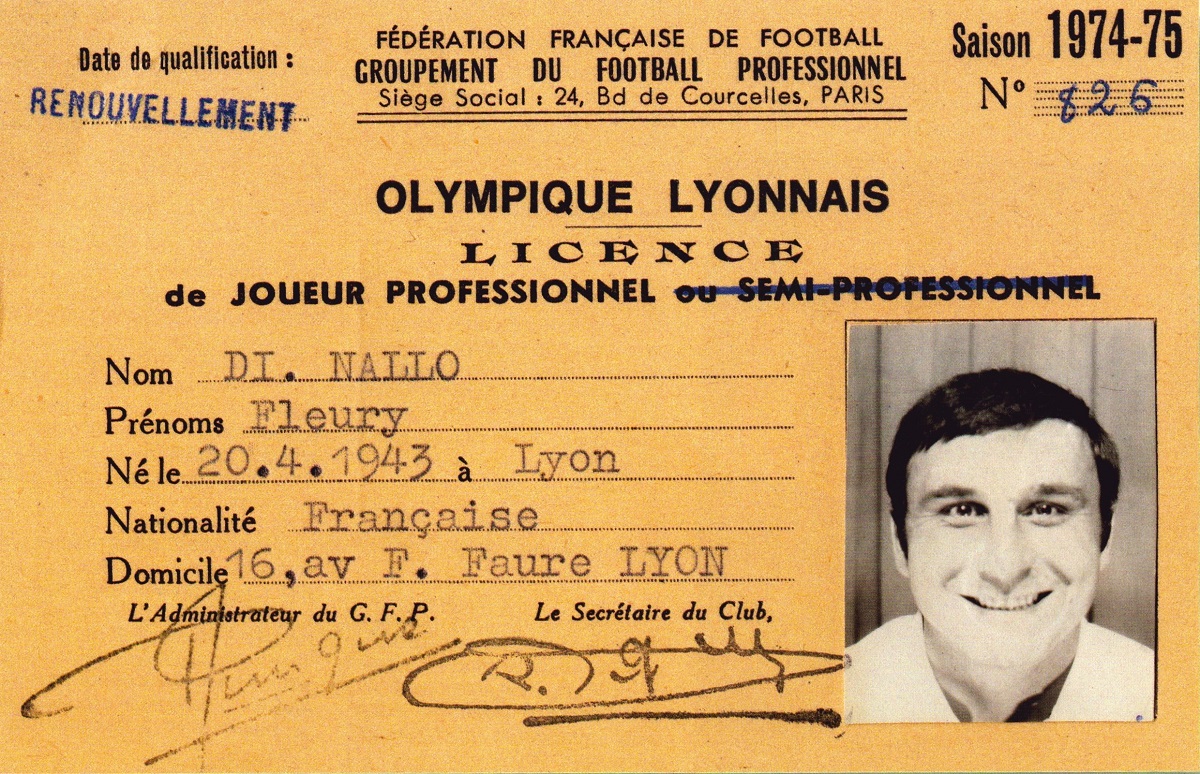 Date de qualification :
RENOUVELLEMENT
FÉDÉRATION FRANÇAISE DE FOOTBALL
GROUPEMENT DU FOOTBALL PROFESSIONNEL
Siège Social : 24, Bd de Courcelles, PARIS
Saison 1974-75
N° 826
OLYMPIQUE LYONNAIS
LICENCE
de JOUEUR PROFESSIONNEL ou SEMI-PROFESSIONNEL
Nom DI. NALLO
Prénoms Fleury
Né le 20.4.1943 à Lyon
Nationalité Française
Domicile 16,av F. Faure LYON
L'Administrateur du G. F. P.
Le Secrétaire du Club,